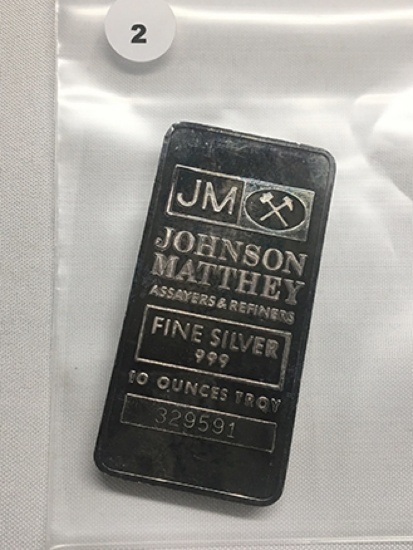 2
JM
JOHNSON
MATTHEY
ASSAYERS & REFINERS
FINE SILVER
999
10 OUNCES TROY
329591